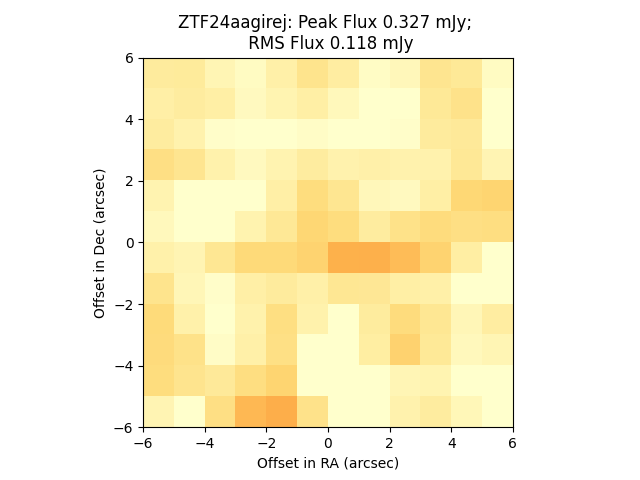 ZTF24aagirej: Peak Flux 0.327 mJy;
RMS Flux 0.118 mJy
6
4
2
0
−2
−4
−6
Offset in Dec (arcsec)
−6 −4 −2 0 2 4 6
Offset in RA (arcsec)